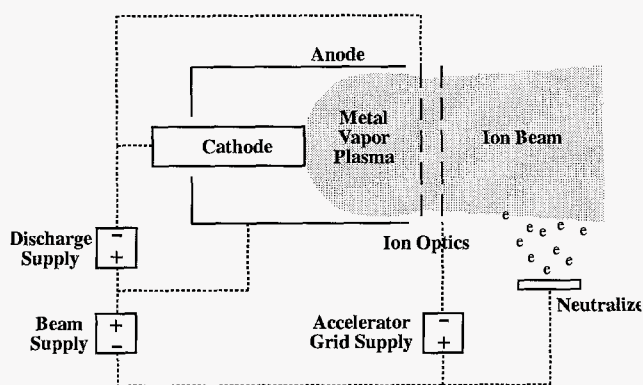 Anode
Metal
Vapor
Plasma
Cathode
Ion Beam
Ion Optics
e
e e e e
e e e
e
Discharge
Supply
-
+
Beam
Supply
+
-
Accelerator
Grid Supply
-
+
Neutralize